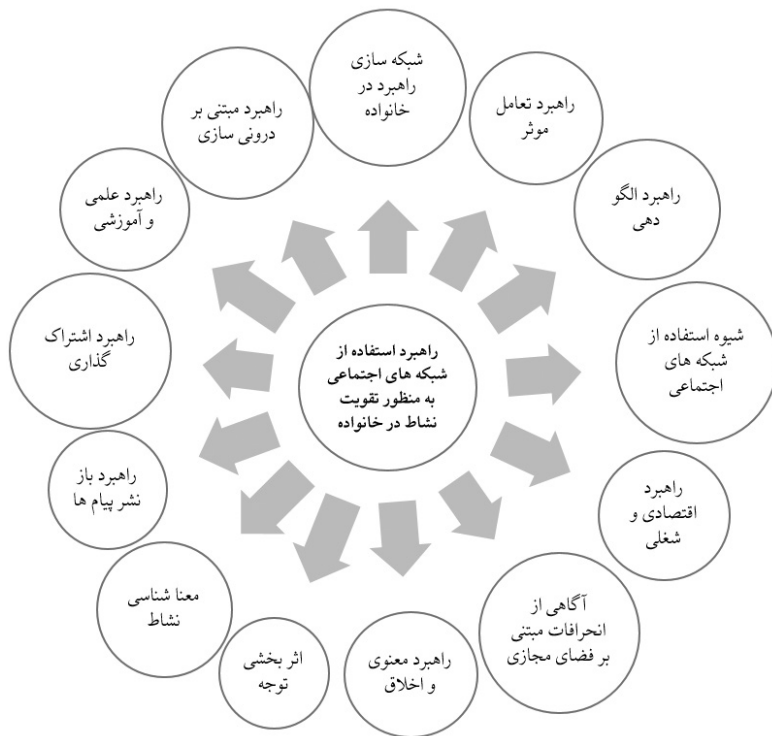 شبکه سازی
راهبرد در
خانواده
راهبرد تعامل
موثر
راهبرد الگو
دهی
شیوه استفاده از
شبکه های
اجتماعی
راهبرد
اقتصادی و
شغلی
آگاهی از
انحرافات مبتنی
بر فضای مجازی
راهبرد معنوی
و اخلاق
اثر بخشی
توجه
معنا شناسی
نشاط
راهبرد باز
نشر پیام ها
راهبرد اشتراک
گذاری
راهبرد علمی
و آموزشی
راهبرد مبتنی بر
درونی سازی
راهبرد استفاده از
شبکه های اجتماعی
به منظور تقویت
نشاط در خانواده